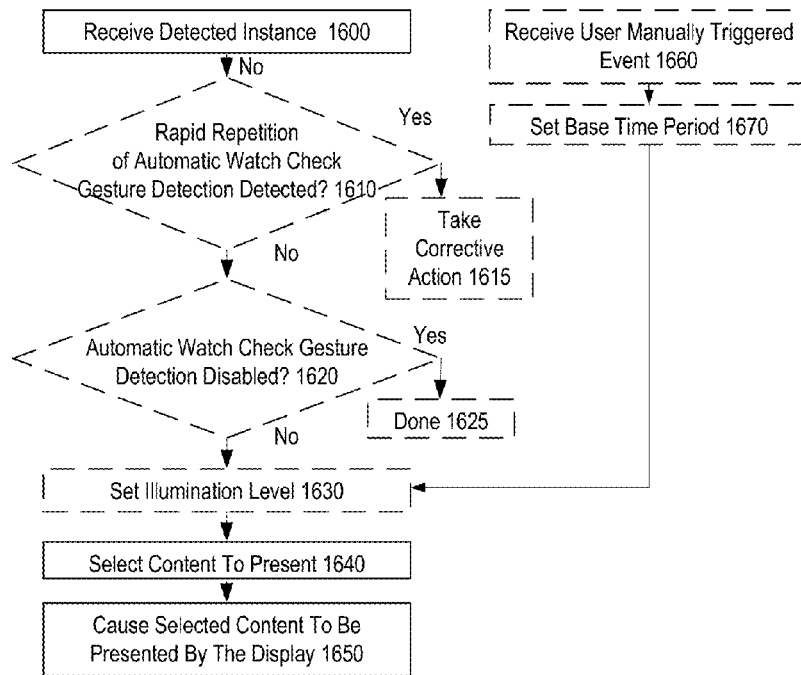 Receive Detected Instance 1600
No
Rapid Repetition
of Automatic Watch Check
Gesture Detection Detected? 1610
Yes
Take
Corrective
Action 1615
No
Automatic Watch Check Gesture
Detection Disabled? 1620
Yes
Done 1625
No
Set Illumination Level 1630
Select Content To Present 1640
Cause Selected Content To Be
Presented By The Display 1650
Receive User Manually Triggered
Event 1660
Set Base Time Period 1670